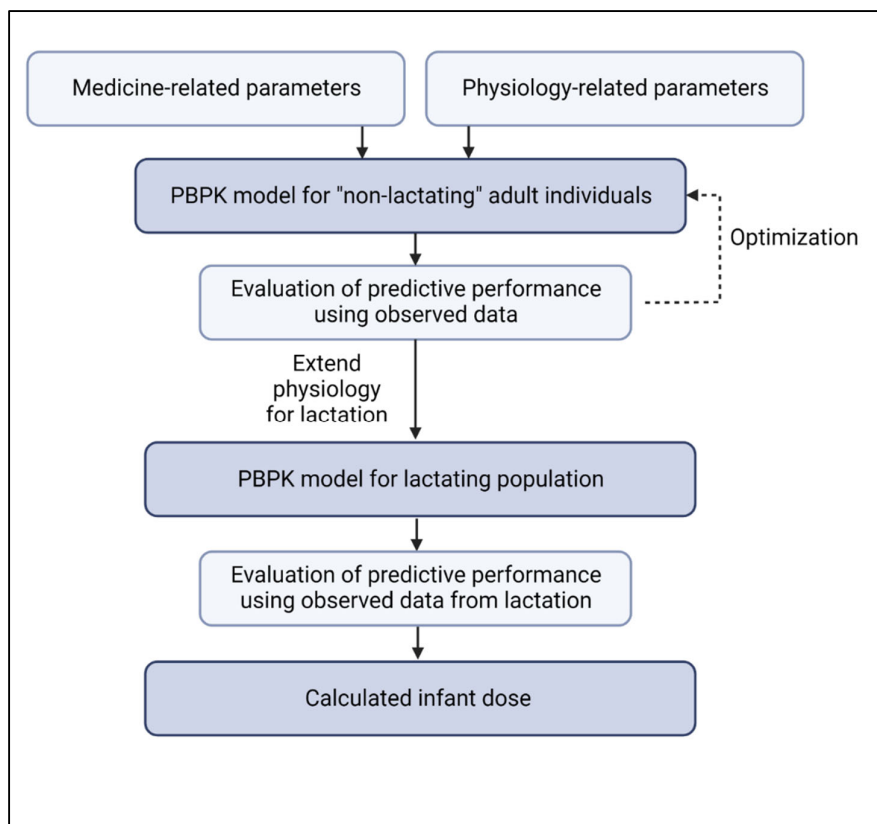 Medicine-related parameters
Physiology-related parameters
PBPK model for "non-lactating" adult individuals
Optimization
Evaluation of predictive performance
using observed data
Extend
physiology
for lactation
PBPK model for lactating population
Evaluation of predictive performance
using observed data from lactation
Calculated infant dose